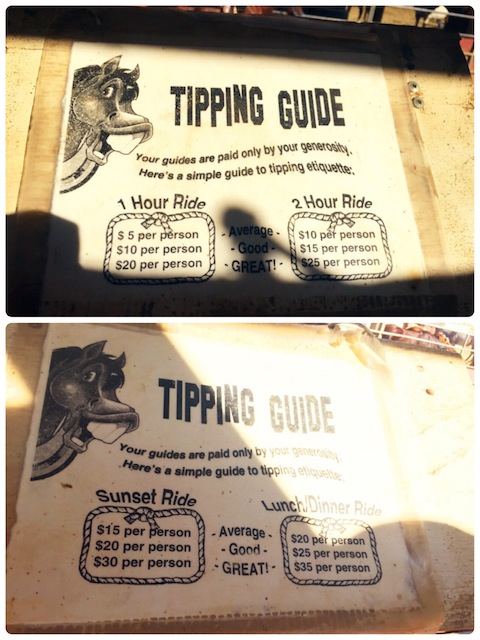 TIPPING GUIDE
Your guides are paid only by your generosity.
Here's a simple guide to tipping etiquette:
1 Hour Ride
2 Hour Ride
$ 5 per person - Average - $10 per person
$10 per person - Good - $15 per person
$20 per person - GREAT! - $25 per person
TIPPING GUIDE
Your guides are paid only by your generosity.
Here's a simple guide to tipping etiquette:
Sunset Ride
Lunch/Dinner Ride
$15 per person - Average - $20 per person
$20 per person - Good - $25 per person
$30 per person - GREAT! - $35 per person